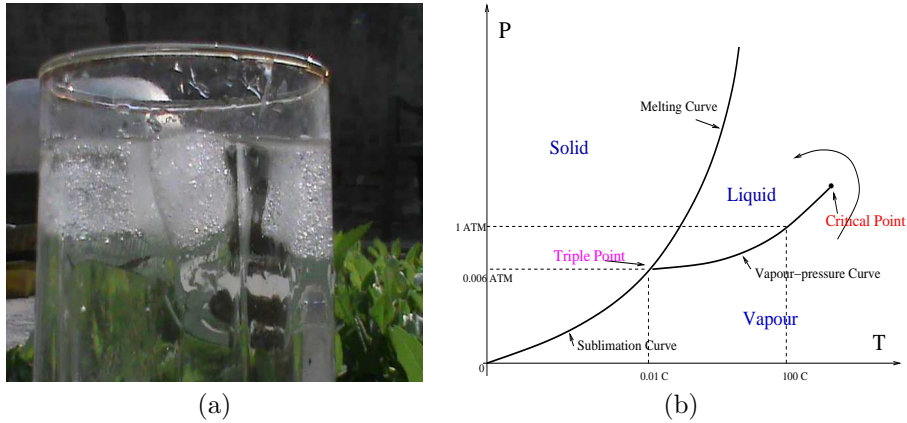 P
Melting Curve
Solid
Liquid
Critical Point
1 ATM
Triple Point
0.006 ATM
Vapour-pressure Curve
Vapour
Sublimation Curve
T
0
0.01 C
100 C
(a)
(b)